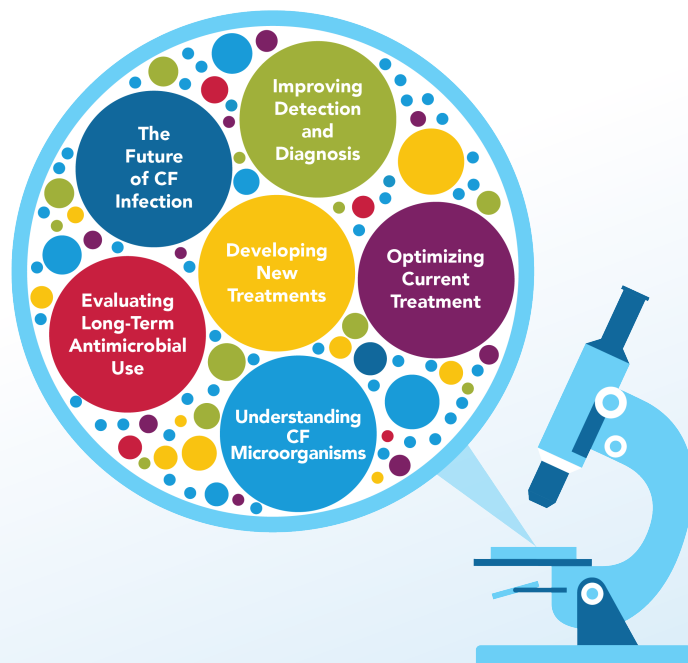 Improving
Detection
and
Diagnosis
The
Future
of CF
Infection
Developing
New
Treatments
Optimizing
Current
Treatment
Evaluating
Long-Term
Antimicrobial
Use
Understanding
CF
Microorganisms